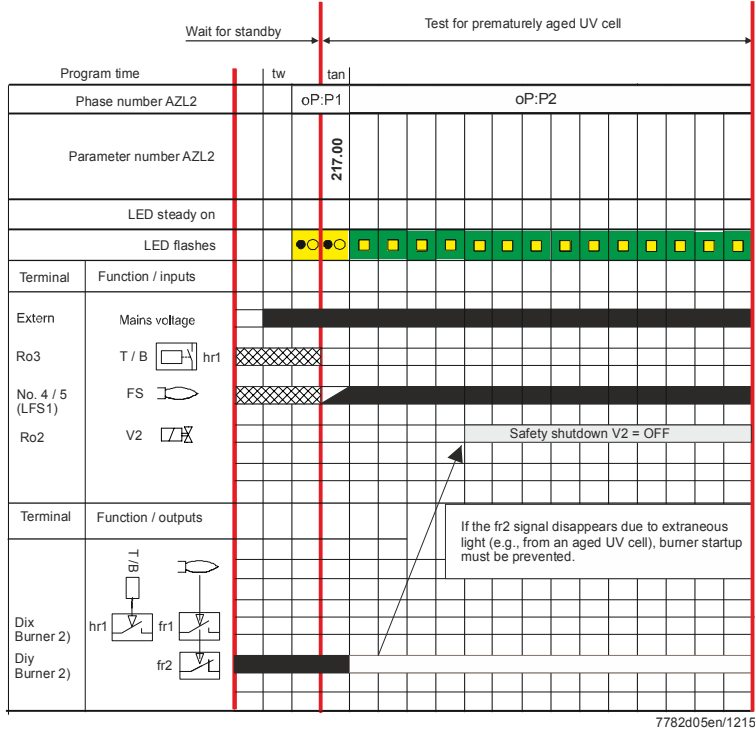 Wait for standby
Test for prematurely aged UV cell
Program time
tw
tan
Phase number AZL2
oP:P1
oP:P2
Parameter number AZL2
217.00
LED steady on
LED flashes
Terminal
Function / inputs
Extern
Mains voltage
Ro3
T / B
hr1
No. 4 / 5
(LFS1)
FS
Ro2
V2
Safety shutdown V2 = OFF
Terminal
Function / outputs
If the fr2 signal disappears due to extraneous
light (e.g., from an aged UV cell), burner startup
must be prevented.
T /B
Dix
Burner 2)
hr1
fr1
Diy
Burner 2)
fr2
7782d05en/1215